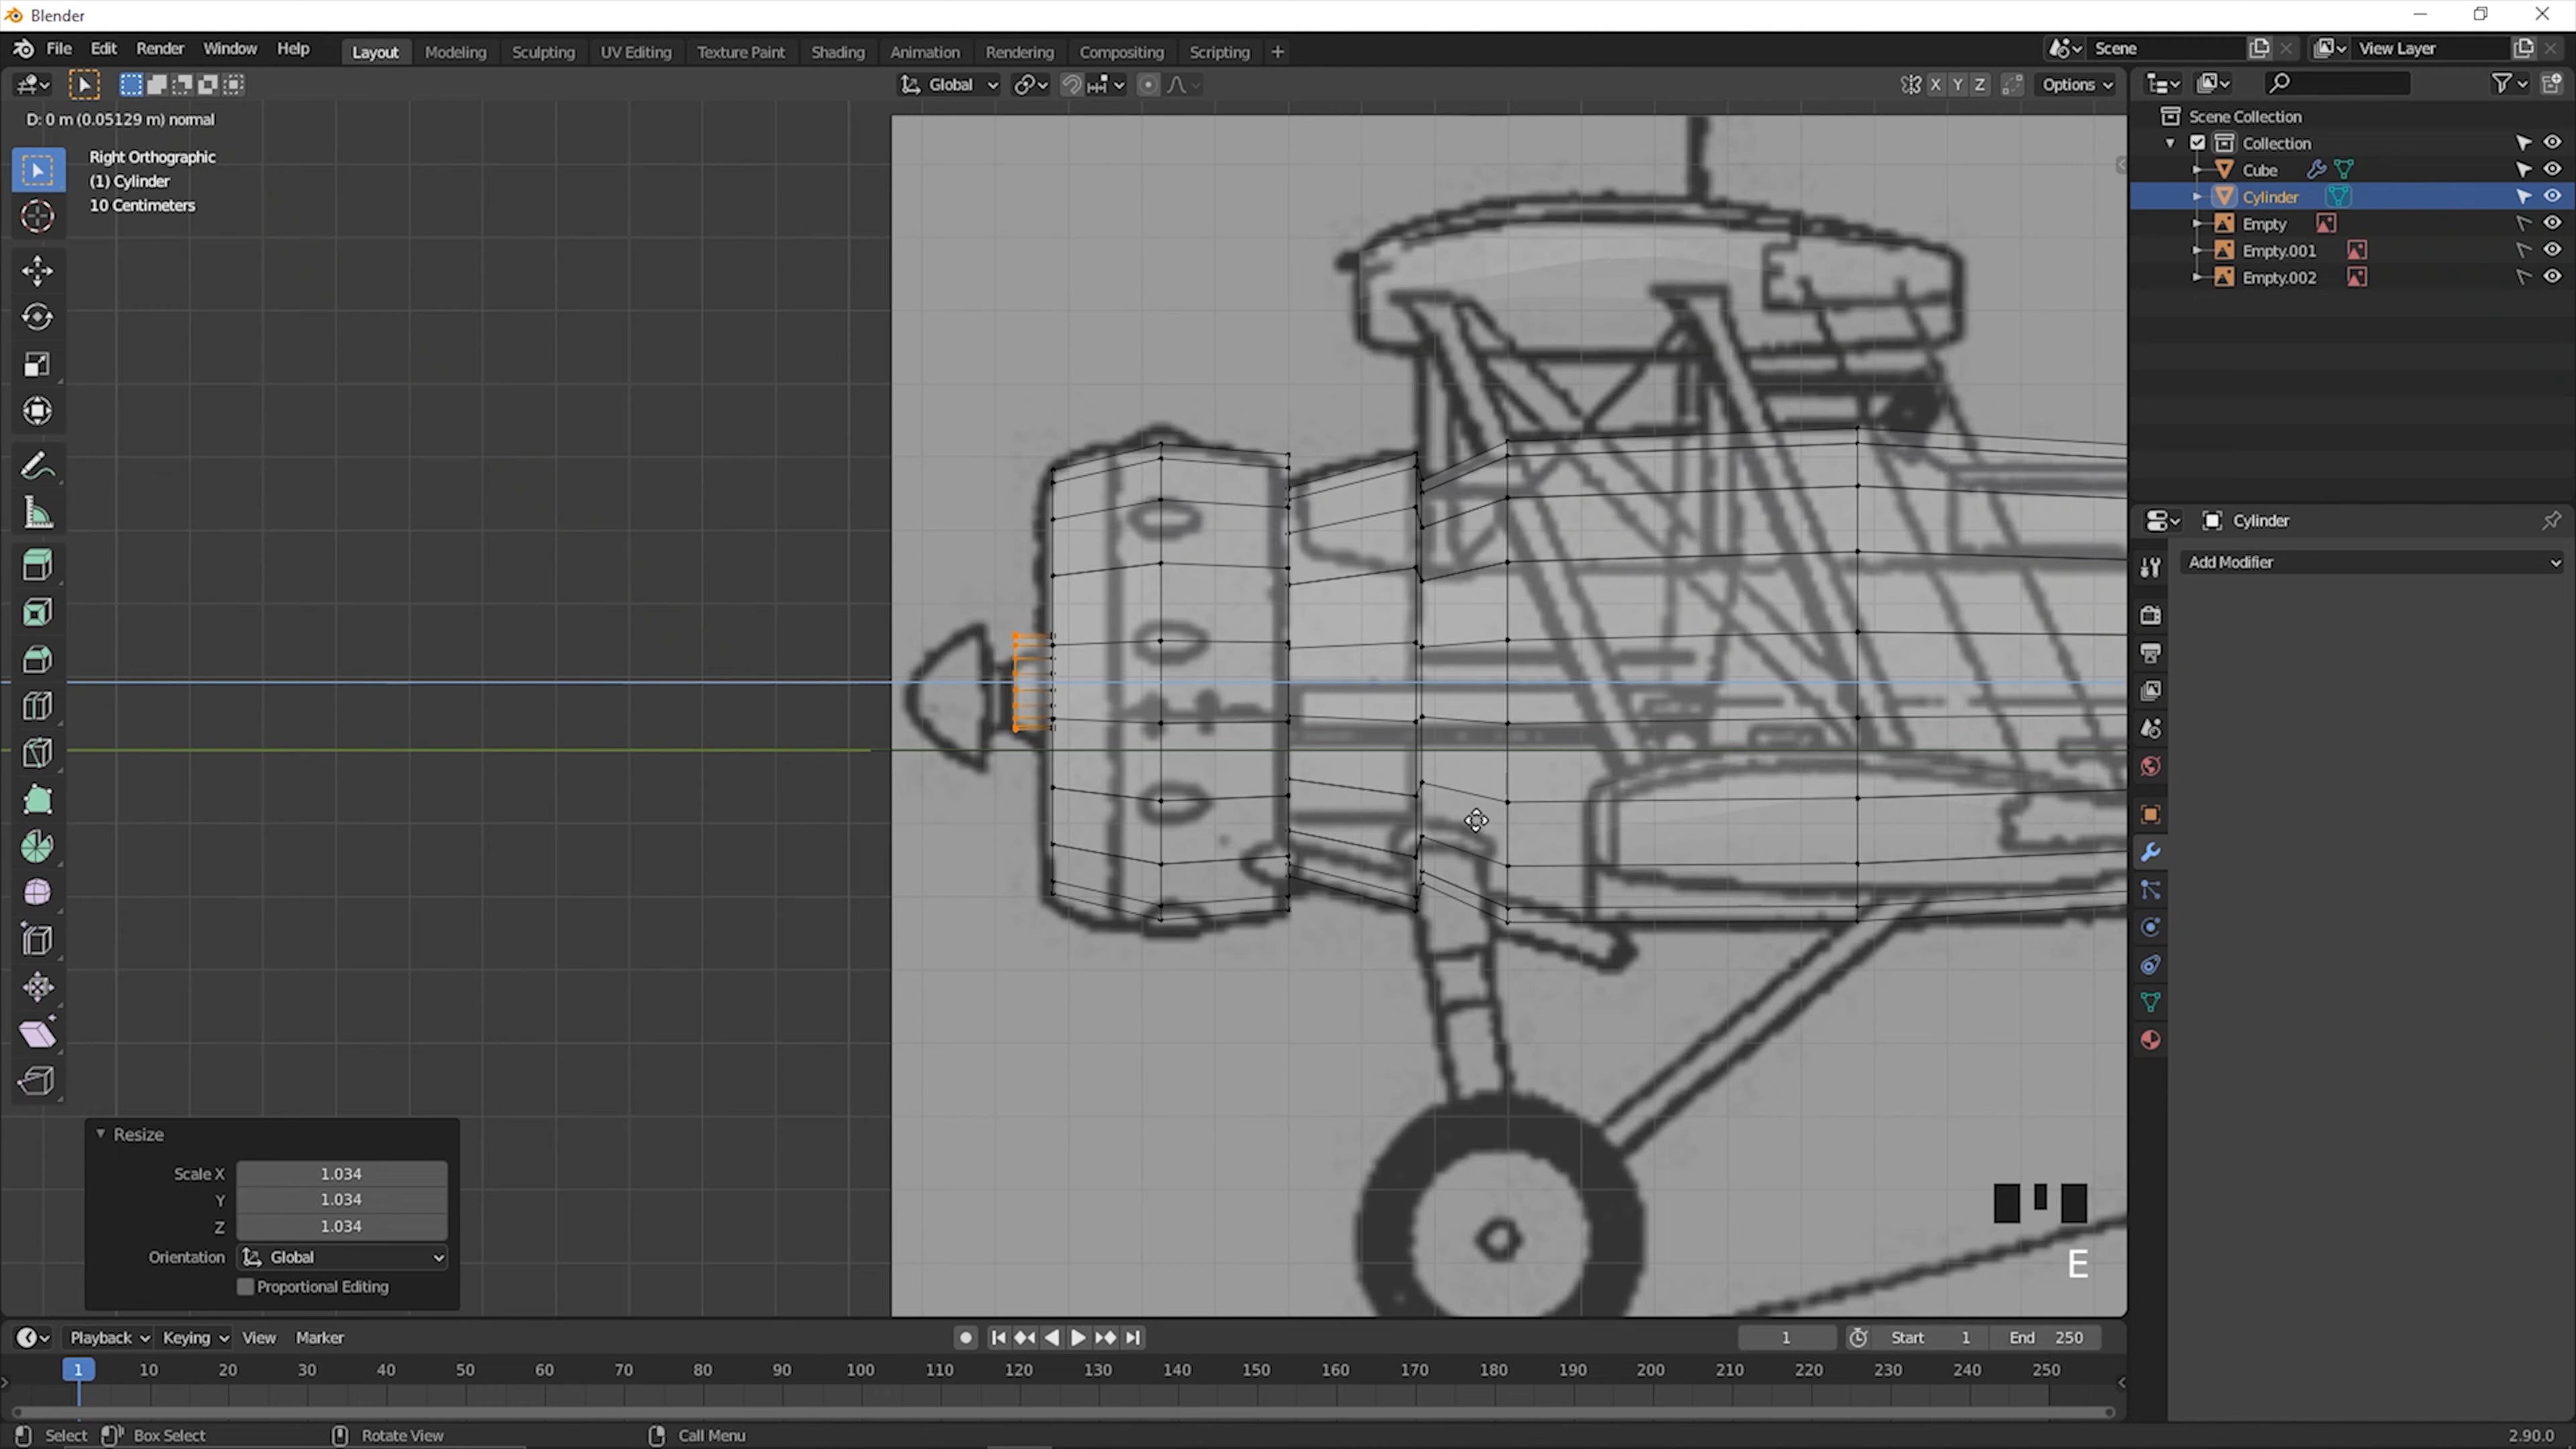 Blender
File Edit Render Window Help Layout Modeling Sculpting UV Editing Texture Paint Shading Animation Rendering Compositing Scripting + Scene View Layer
Global X Y Z Options
D: 0 m (0.05129 m) normal
Right Orthographic
(1) Cylinder
10 Centimeters
Scene Collection
Collection
Cube
Cylinder
Empty
Empty.001
Empty.002
Cylinder
Add Modifier
Resize
Scale X 1.034
Y 1.034
Z 1.034
Orientation Global
Proportional Editing
E
Playback Keying View Marker 1 Start 1 End 250
1 10 20 30 40 50 60 70 80 90 100 110 120 130 140 150 160 170 180 190 200 210 220 230 240 250
Select Box Select Rotate View Call Menu 2.90.0